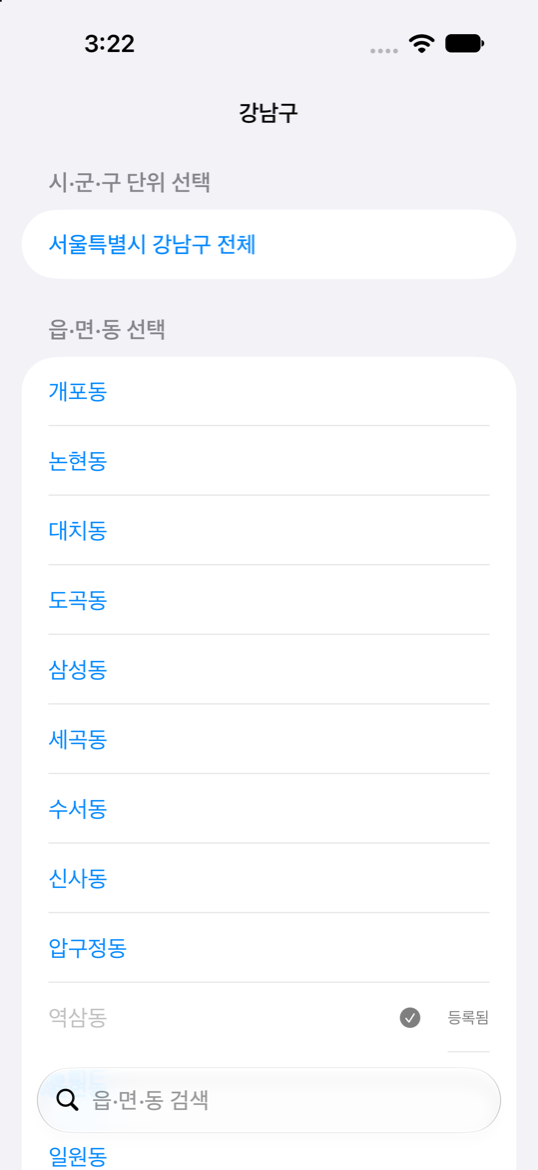 3:22
강남구
시·군·구 단위 선택
서울특별시 강남구 전체
읍·면·동 선택
개포동
논현동
대치동
도곡동
삼성동
세곡동
수서동
신사동
압구정동
역삼동 등록됨
읍·면·동 검색
일원동